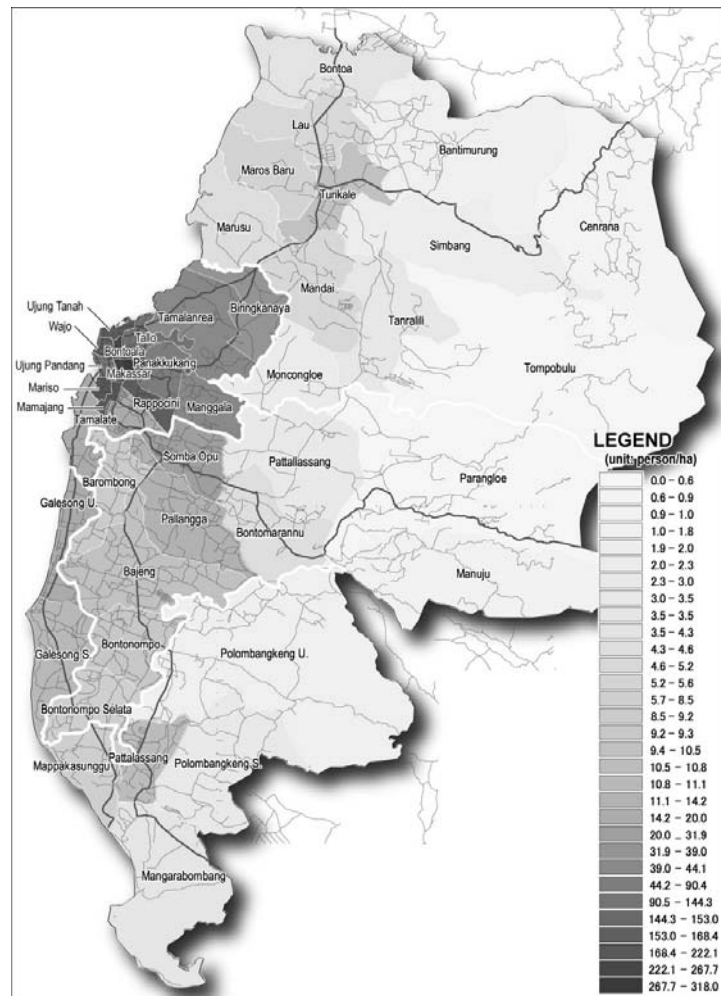 Bontoa
Lau
Bantimurung
Maros Baru
Turikale
Marusu
Cenrana
Simbang
Mandai
Biringkanaya
Ujung Tanah
Tamalanrea
Tanralili
Wajo
Tallo
Bontoala
Panakkukang
Ujung Pandang
Makassar
Moncongloe
Tompobulu
Mariso
Rappocini
Manggala
Mamajang
Tamalate
LEGEND
(unit: person/ha)
Somba Opu
Pattallassang
Barombong
Parangloe
Galesong U.
Pallangga
Bontomarannu
Bajeng
Manuju
Bontonompo
Polombangkeng U.
Galesong S.
Bontonompo Selata
Pattalassang
Mappakasunggu
Polombangkeng S.
Mangarabombang
0.0 – 0.6
0.6 – 0.9
0.9 – 1.0
1.0 – 1.8
1.9 – 2.0
2.0 – 2.3
2.3 – 3.0
3.0 – 3.5
3.5 – 3.5
3.5 – 4.3
4.3 – 4.6
4.6 – 5.2
5.2 – 5.6
5.7 – 8.5
8.5 – 9.2
9.2 – 9.3
9.4 – 10.5
10.5 – 10.8
10.8 – 11.1
11.1 – 14.2
14.2 – 20.0
20.0 – 31.9
31.9 – 39.0
39.0 – 44.1
44.2 – 90.4
90.5 – 144.3
144.3 – 153.0
153.0 – 168.4
168.4 – 222.1
222.1 – 267.7
267.7 – 318.0